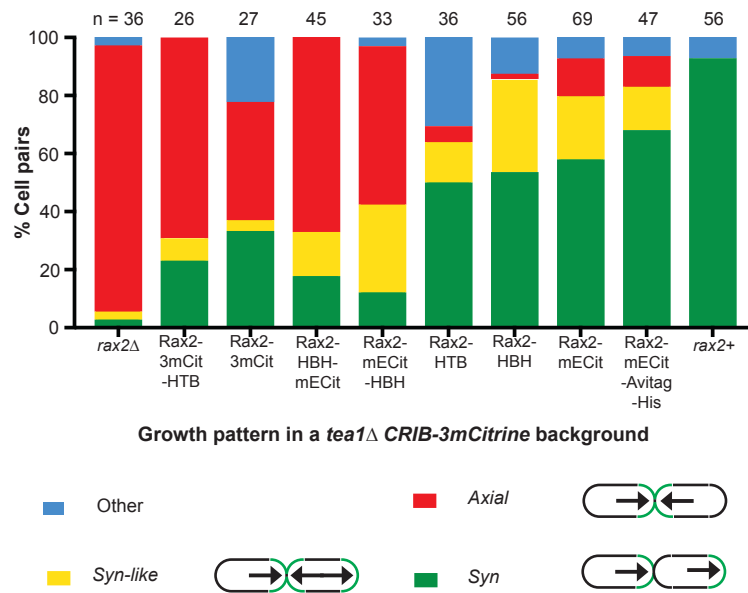 n = 36 26 27 45 33 36 56 69 47 56
100
80
60
40
20
0
% Cell pairs
rax2Δ
Rax2-
3mCit
-HTB
Rax2-
3mCit
Rax2-
HBH-
mECit
Rax2-
mECit
-HBH
Rax2-
HTB
Rax2-
HBH
Rax2-
mECit
Rax2-
mECit
-Avitag
-His
rax2+
Growth pattern in a tea1Δ CRIB-3mCitrine background
Other
Axial
Syn-like
Syn